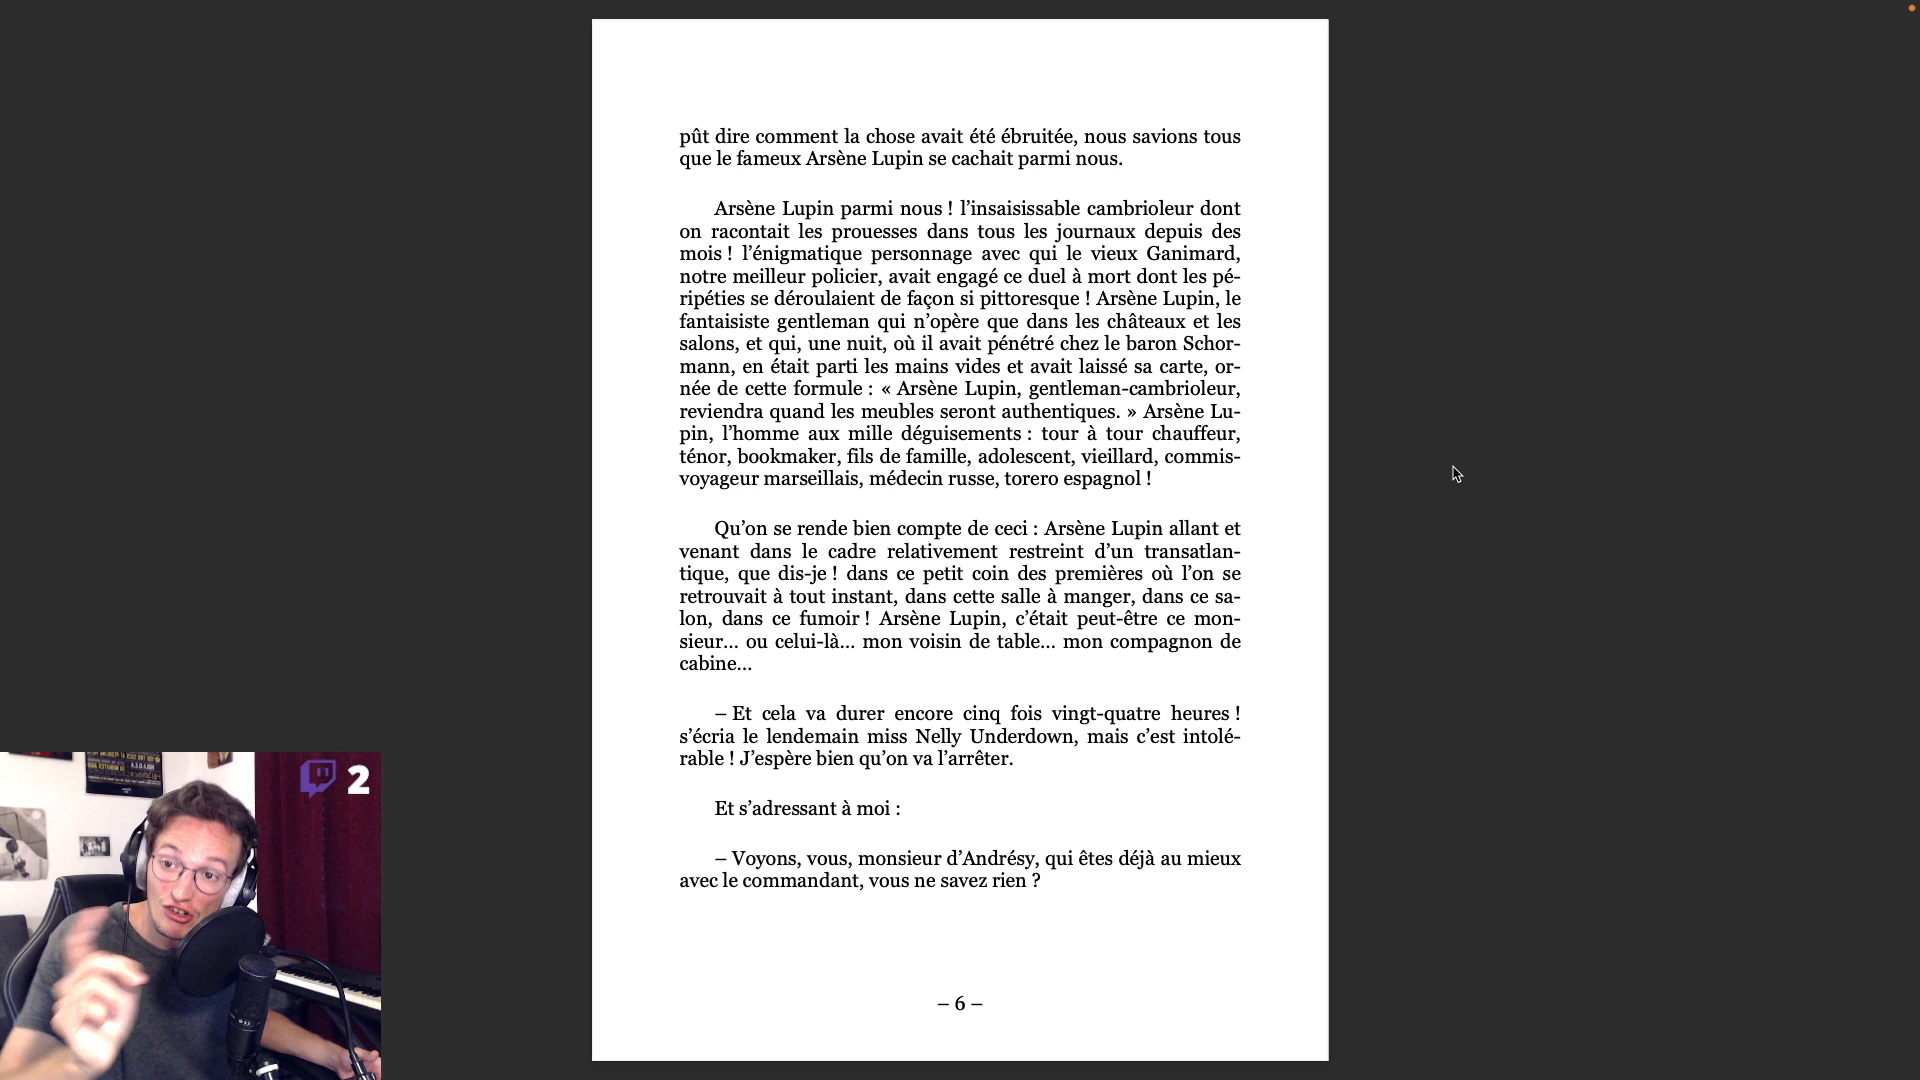 pût dire comment la chose avait été ébruitée, nous savions tous
que le fameux Arsène Lupin se cachait parmi nous.
Arsène Lupin parmi nous ! l’insaisissable cambrioleur dont
on racontait les prouesses dans tous les journaux depuis des
mois ! l’énigmatique personnage avec qui le vieux Ganimard,
notre meilleur policier, avait engagé ce duel à mort dont les pé-
ripéties se déroulaient de façon si pittoresque ! Arsène Lupin, le
fantaisiste gentleman qui n’opère que dans les châteaux et les
salons, et qui, une nuit, où il avait pénétré chez le baron Schor-
mann, en était parti les mains vides et avait laissé sa carte, or-
née de cette formule : « Arsène Lupin, gentleman-cambrioleur,
reviendra quand les meubles seront authentiques. » Arsène Lu-
pin, l’homme aux mille déguisements : tour à tour chauffeur,
ténor, bookmaker, fils de famille, adolescent, vieillard, commis-
voyageur marseillais, médecin russe, torero espagnol !
Qu’on se rende bien compte de ceci : Arsène Lupin allant et
venant dans le cadre relativement restreint d’un transatlan-
tique, que dis-je ! dans ce petit coin des premières où l’on se
retrouvait à tout instant, dans cette salle à manger, dans ce sa-
lon, dans ce fumoir ! Arsène Lupin, c’était peut-être ce mon-
sieur… ou celui-là… mon voisin de table… mon compagnon de
cabine…
– Et cela va durer encore cinq fois vingt-quatre heures !
s’écria le lendemain miss Nelly Underdown, mais c’est intolé-
rable ! J’espère bien qu’on va l’arrêter.
Et s’adressant à moi :
– Voyons, vous, monsieur d’Andrésy, qui êtes déjà au mieux
avec le commandant, vous ne savez rien ?
– 6 –
2